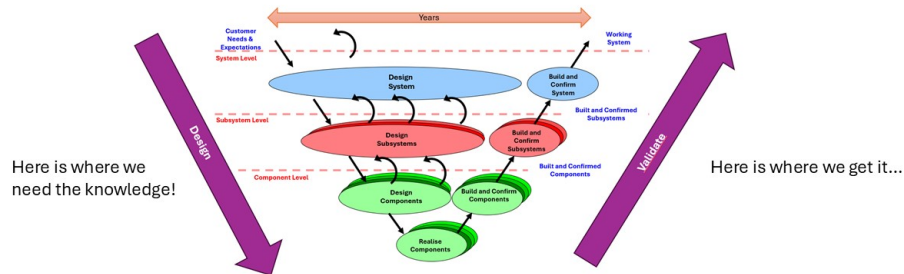 Years
Customer
Needs &
Expectations
System Level
Working
System
Design
System
Build and
Confirm
System
Subsystem Level
Built and Confirmed
Subsystems
Design
Subsystems
Build and
Confirm
Subsystems
Component Level
Built and Confirmed
Components
Design
Components
Build and Confirm
Components
Realise
Components
Design
Validate
Here is where we
need the knowledge!
Here is where we get it...